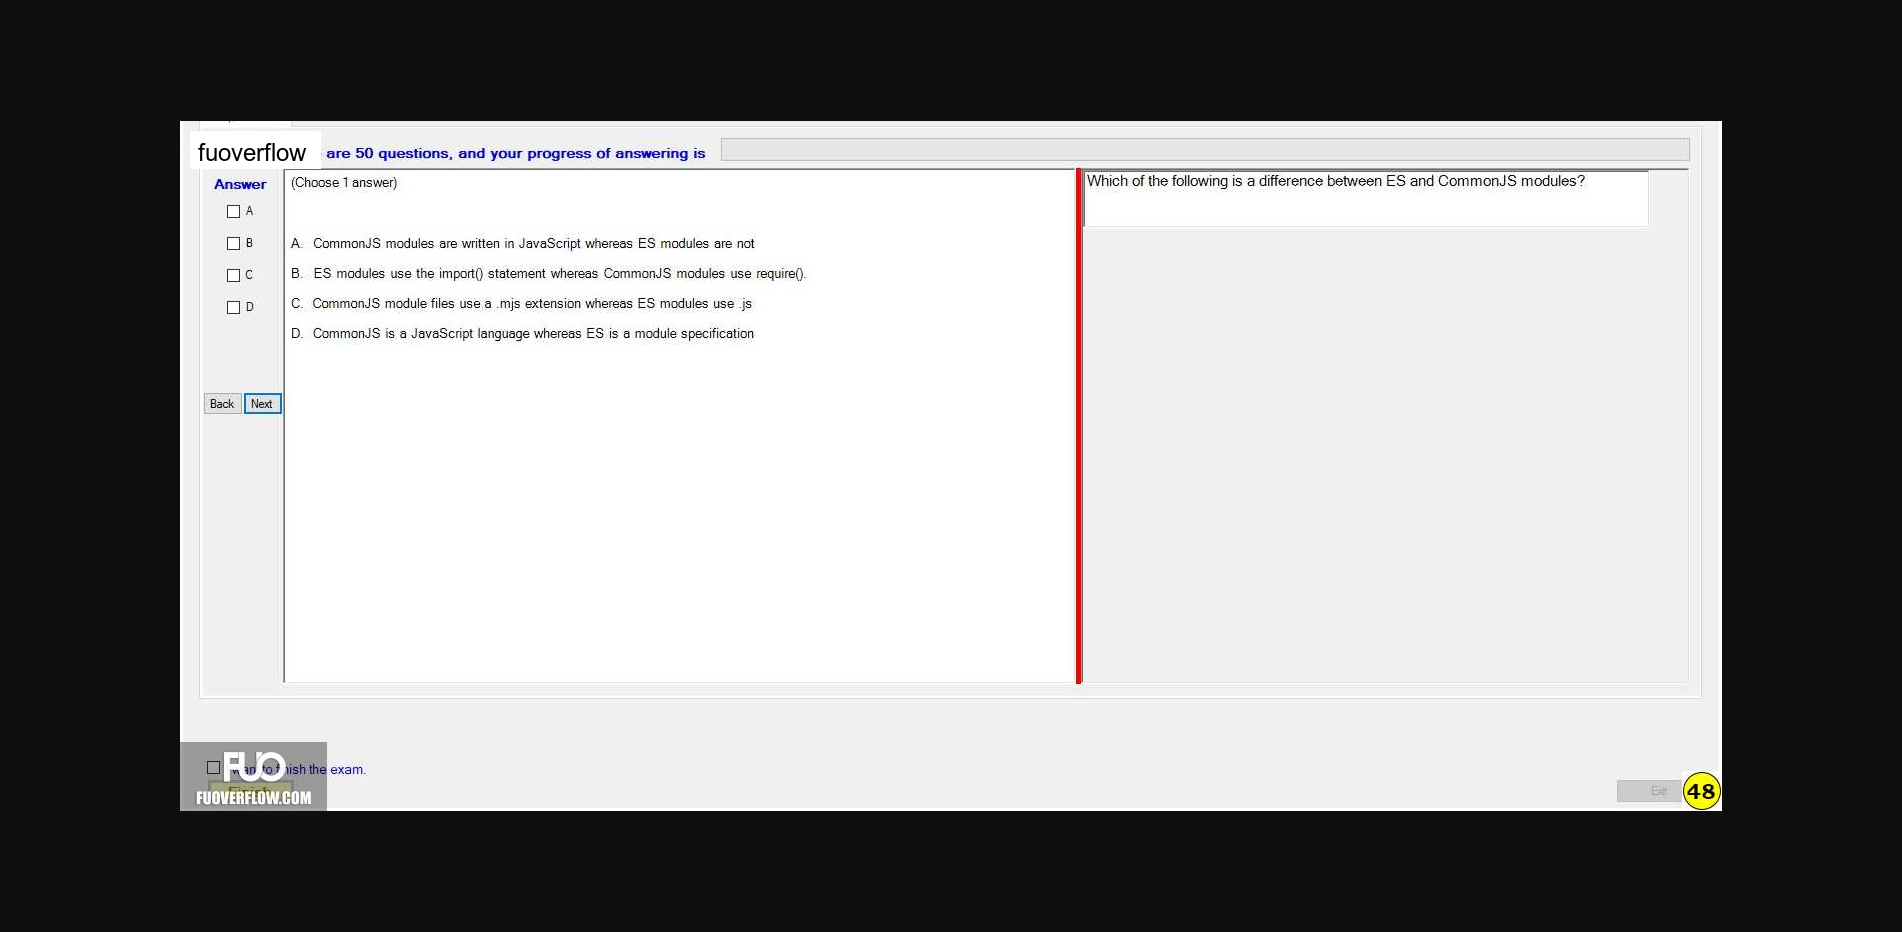 fuoverflow are 50 questions, and your progress of answering is
Answer
A
B
C
D
Back Next
(Choose 1 answer)
A. CommonJS modules are written in JavaScript whereas ES modules are not
B. ES modules use the import() statement whereas CommonJS modules use require().
C. CommonJS module files use a .mjs extension whereas ES modules use .js
D. CommonJS is a JavaScript language whereas ES is a module specification
Which of the following is a difference between ES and CommonJS modules?
FUO
want to finish the exam.
Finish
FUOVERFLOW.COM
Exit
48